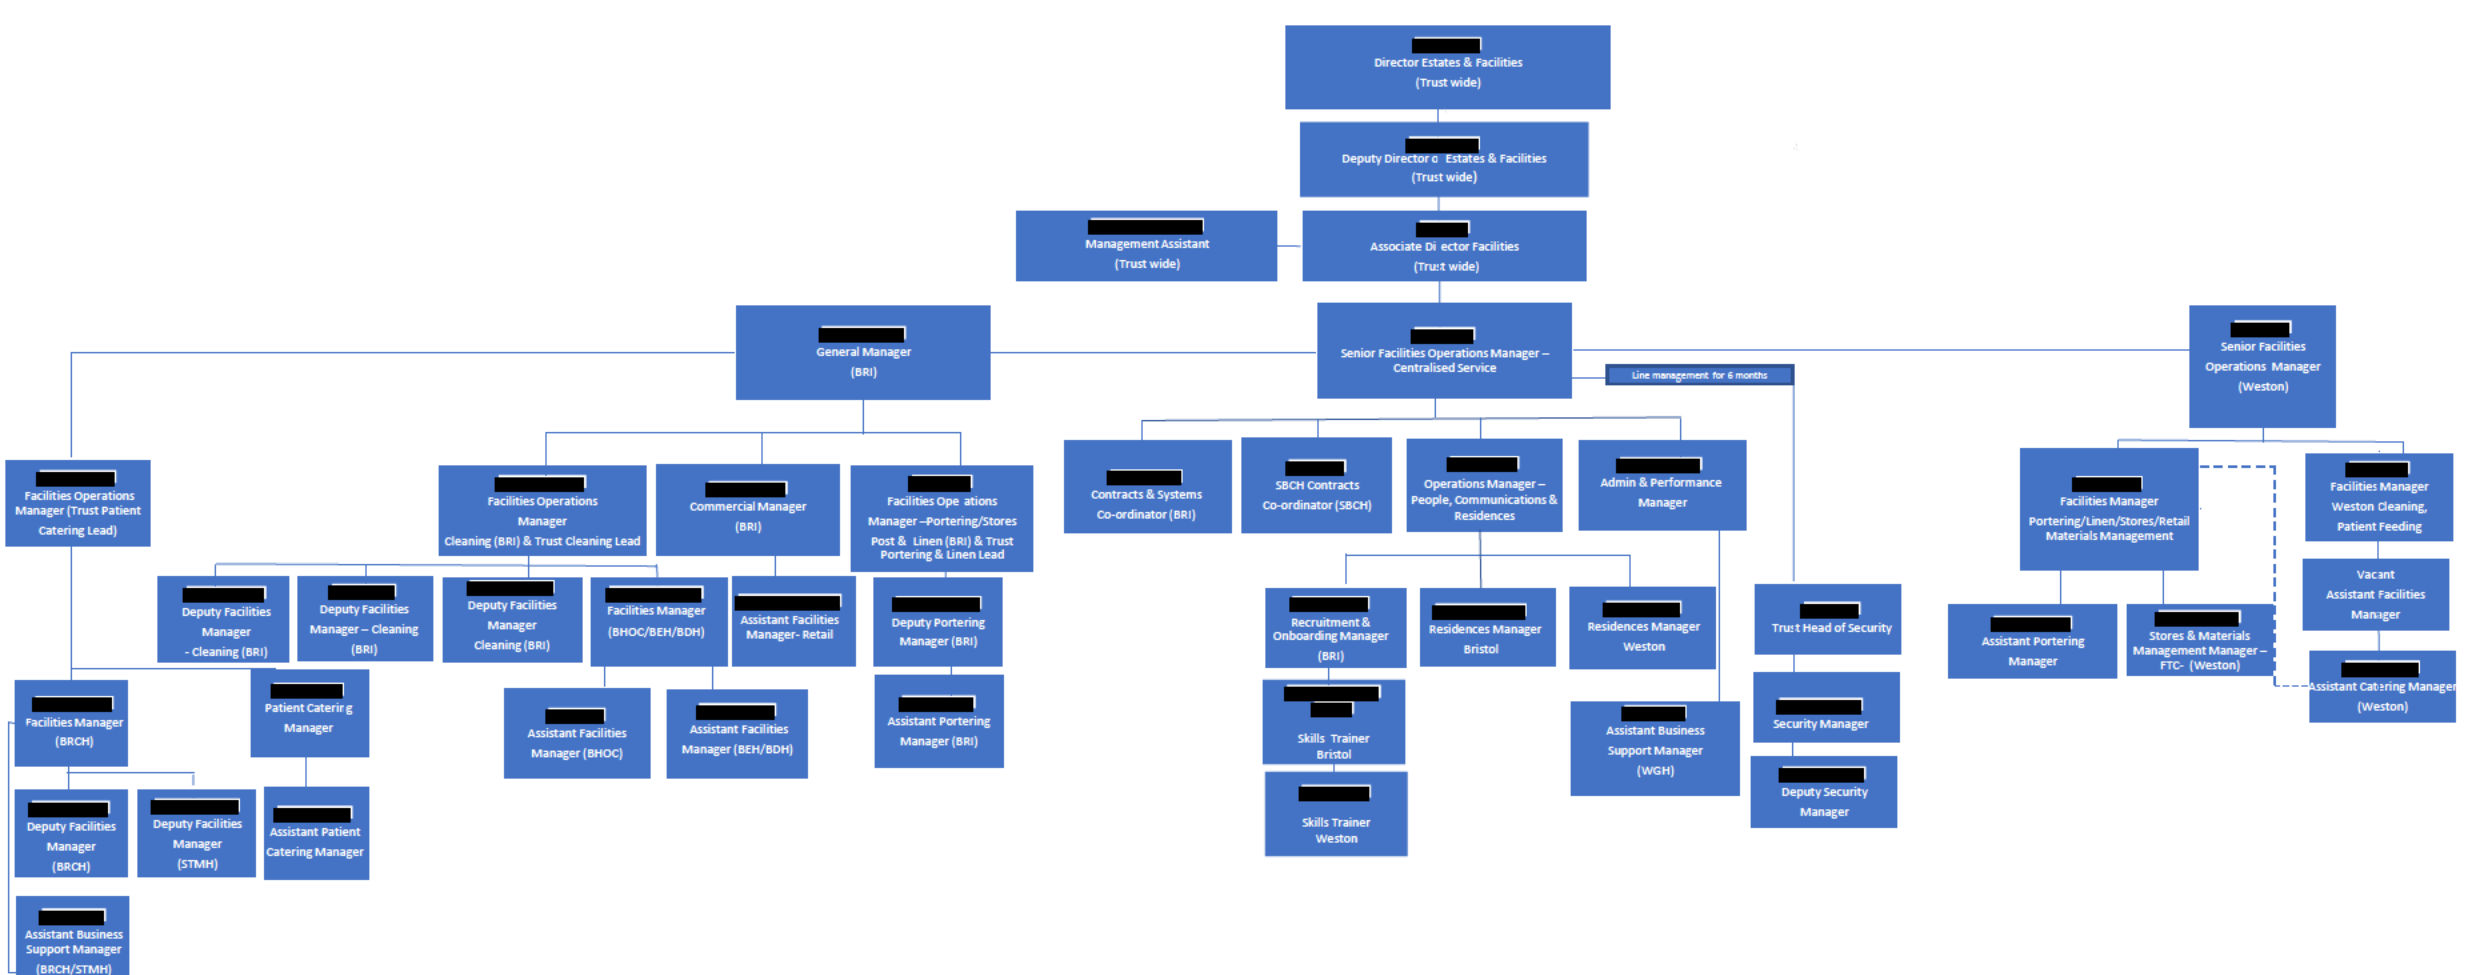 Director Estates & Facilities
(Trust wide)
Deputy Director o Estates & Facilities
(Trust wide)
Management Assistant
(Trust wide)
Associate Di ector Facilities
(Trust wide)
General Manager
(BRI)
Senior Facilities Operations Manager –
Centralised Service
Line management for 6 months
Senior Facilities
Operations Manager
(Weston)
Facilities Operations
Manager (Trust Patient
Catering Lead)
Facilities Operations
Manager
Cleaning (BRI) & Trust Cleaning Lead
Commercial Manager
(BRI)
Facilities Ope ations
Manager –Portering/Stores
Post & Linen (BRI) & Trust
Portering & Linen Lead
Contracts & Systems
Co-ordinator (BRI)
SBCH Contracts
Co-ordinator (SBCH)
Operations Manager –
People, Communications &
Residences
Admin & Performance
Manager
Facilities Manager
Portering/Linen/Stores/Retail
Materials Management
Facilities Manager
Weston Cleaning,
Patient Feeding
Deputy Facilities
Manager
- Cleaning (BRI)
Deputy Facilities
Manager – Cleaning
(BRI)
Deputy Facilities
Manager
Cleaning (BRI)
Facilities Manager
(BHOC/BEH/BDH)
Assistant Facilities
Manager- Retail
Deputy Portering
Manager (BRI)
Recruitment &
Onboarding Manager
(BRI)
Residences Manager
Bristol
Residences Manager
Weston
Trust Head of Security
Assistant Portering
Manager
Stores & Materials
Management Manager –
FTC- (Weston)
Vacant
Assistant Facilities
Manager
Facilities Manager
(BRCH)
Patient Catering
Manager
Assistant Facilities
Manager (BHOC)
Assistant Facilities
Manager (BEH/BDH)
Assistant Portering
Manager (BRI)
Skills Trainer
Bristol
Assistant Business
Support Manager
(WGH)
Security Manager
Assistant Catering Manager
(Weston)
Deputy Facilities
Manager
(BRCH)
Deputy Facilities
Manager
(STMH)
Assistant Patient
Catering Manager
Skills Trainer
Weston
Deputy Security
Manager
Assistant Business
Support Manager
(BRCH/STMH)